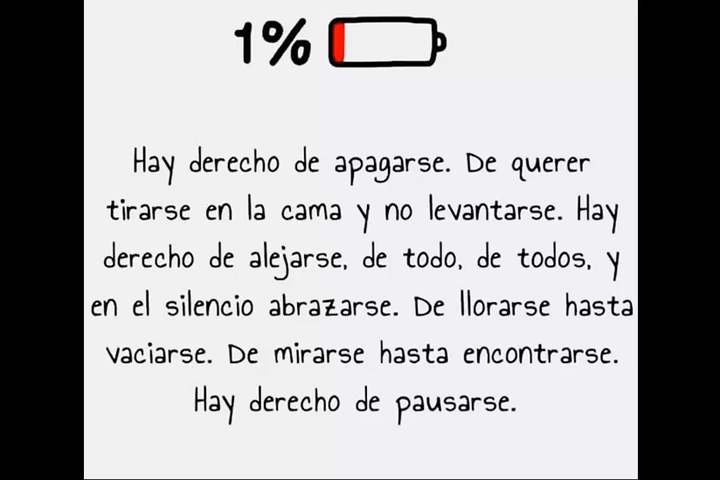 1%
Hay derecho de apagarse. De querer
tirarse en la cama y no levantarse. Hay
derecho de alejarse, de todo, de todos, y
en el silencio abrazarse. De llorarse hasta
vaciarse. De mirarse hasta encontrarse.
Hay derecho de pausarse.